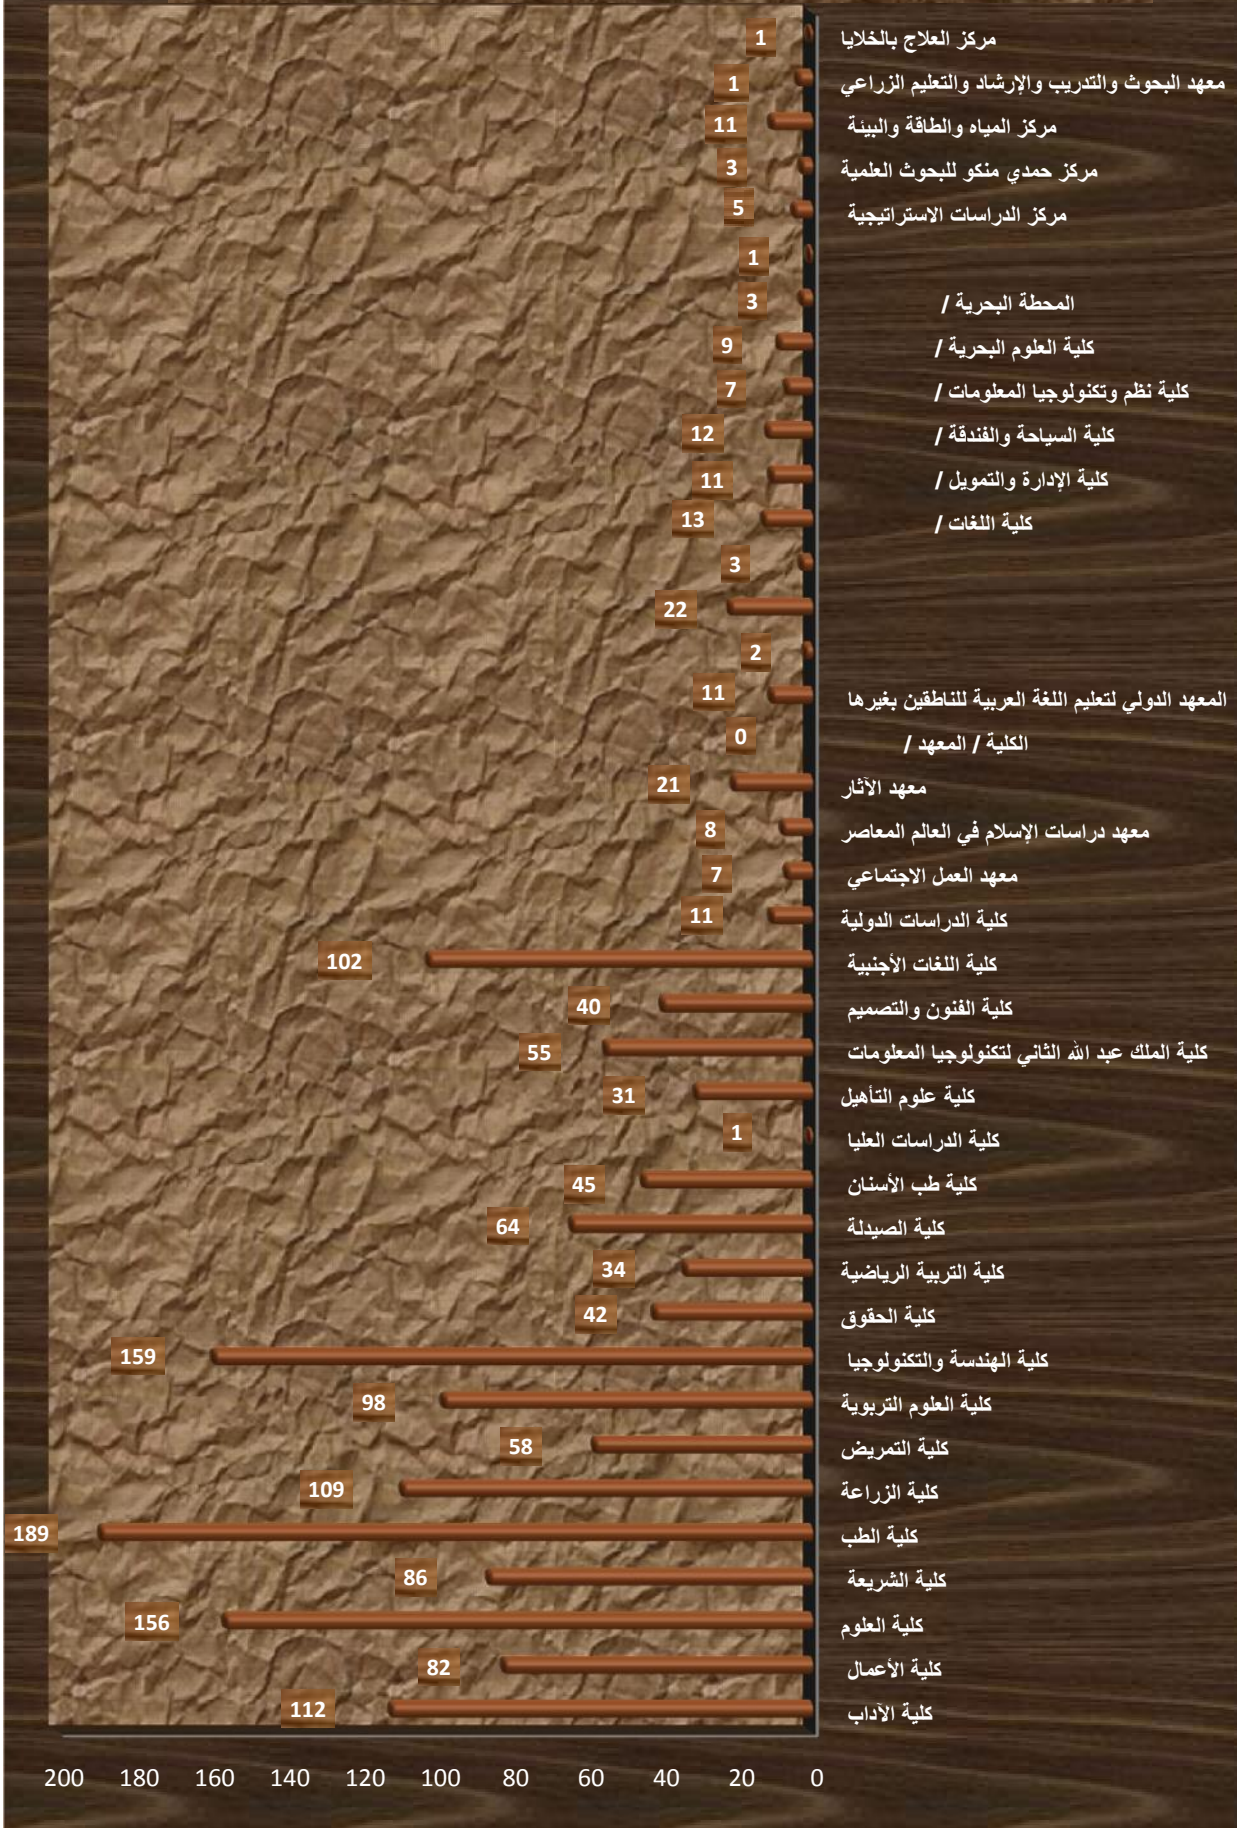 مركز العلاج بالخلايا 1
معهد البحوث والتدريب والإرشاد والتعليم الزراعي 1
مركز المياه والطاقة والبيئة 11
مركز حمدي منكو للبحوث العلمية 3
مركز الدراسات الاستراتيجية 5
1
المحطة البحرية / 3
كلية العلوم البحرية / 9
كلية نظم وتكنولوجيا المعلومات / 7
كلية السياحة والفندقة / 12
كلية الإدارة والتمويل / 11
كلية اللغات / 13
3
22
2
المعهد الدولي لتعليم اللغة العربية للناطقين بغيرها 11
الكلية / المعهد / 0
معهد الآثار 21
معهد دراسات الإسلام في العالم المعاصر 8
معهد العمل الاجتماعي 7
كلية الدراسات الدولية 11
كلية اللغات الأجنبية 102
كلية الفنون والتصميم 40
كلية الملك عبد الله الثاني لتكنولوجيا المعلومات 55
كلية علوم التأهيل 31
كلية الدراسات العليا 1
كلية طب الأسنان 45
كلية الصيدلة 64
كلية التربية الرياضية 34
كلية الحقوق 42
كلية الهندسة والتكنولوجيا 159
كلية العلوم التربوية 98
كلية التمريض 58
كلية الزراعة 109
كلية الطب 189
كلية الشريعة 86
كلية العلوم 156
كلية الأعمال 82
كلية الآداب 112
200 180 160 140 120 100 80 60 40 20 0